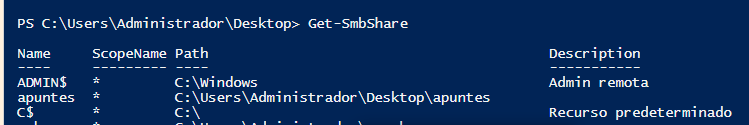 PS C:\Users\Administrador\Desktop> Get-SmbShare
Name ScopeName Path Description
---- --------- ---- -----------
ADMIN$ * C:\Windows Admin remota
apuntes * C:\Users\Administrador\Desktop\apuntes
C$ * C:\ Recurso predeterminado